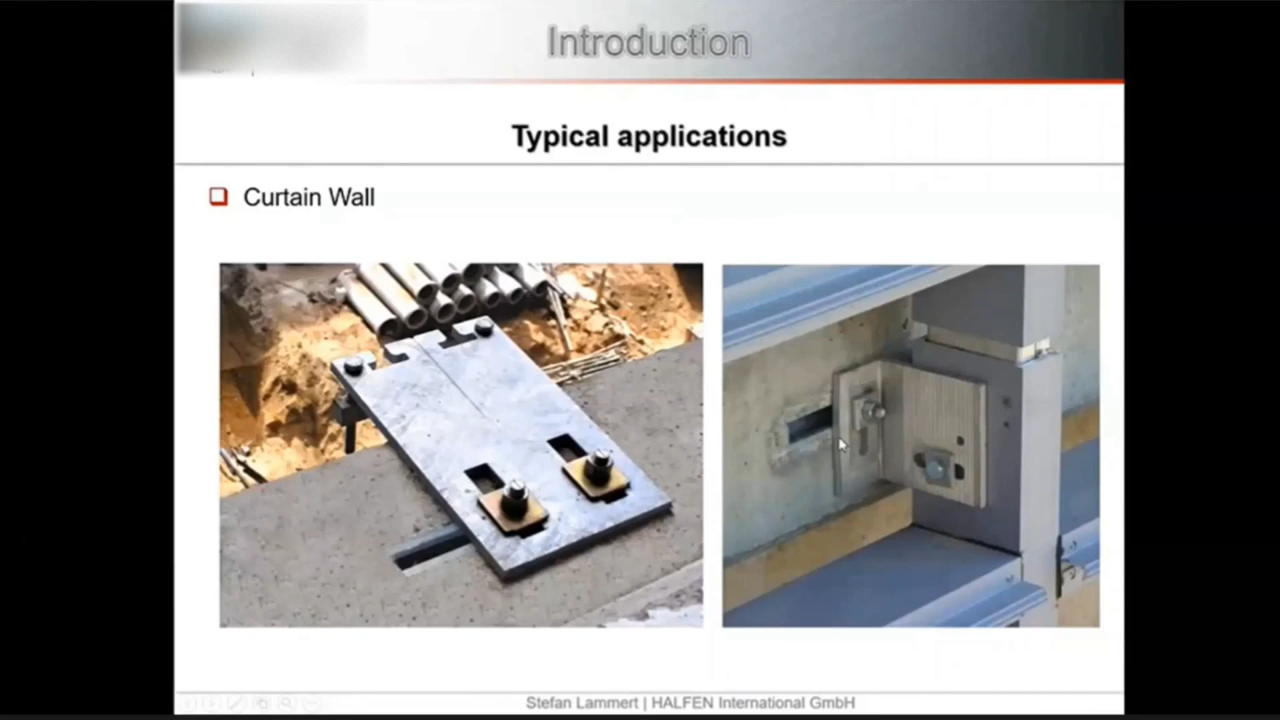 Introduction
Typical applications
Curtain Wall
Stefan Lammert | HALFEN International GmbH